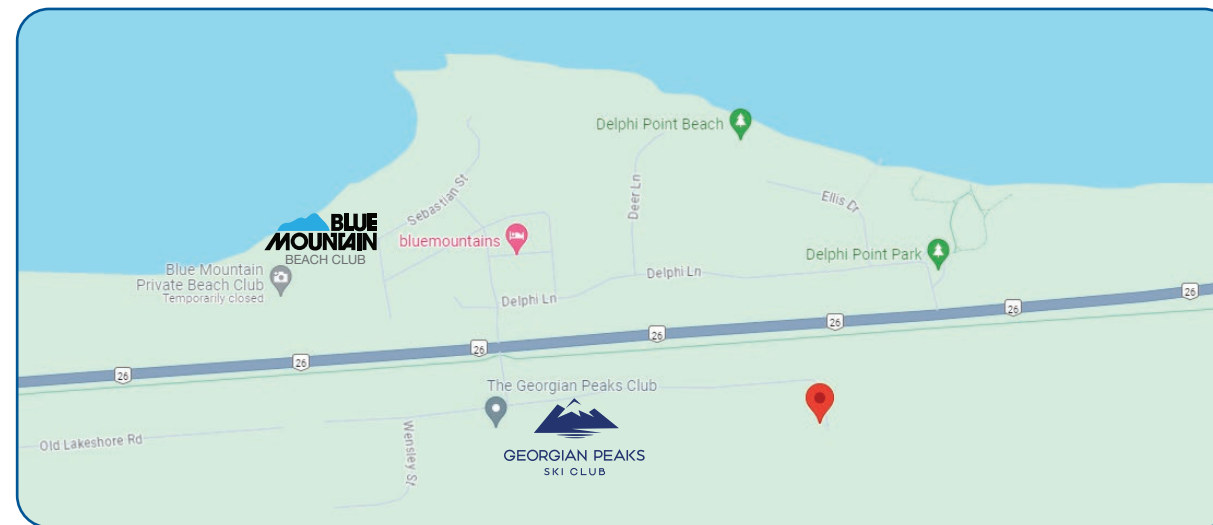 Delphi Point Beach
Sebastian St
Deer Ln
Ellis Dr
BLUE
MOUNTAIN
BEACH CLUB
bluemountains
Delphi Point Park
Blue Mountain
Private Beach Club
Temporarily closed
Delphi Ln
Delphi Ln
26
26
26
26
26
26
26
The Georgian Peaks Club
Old Lakeshore Rd
Wensley St
GEORGIAN PEAKS
SKI CLUB